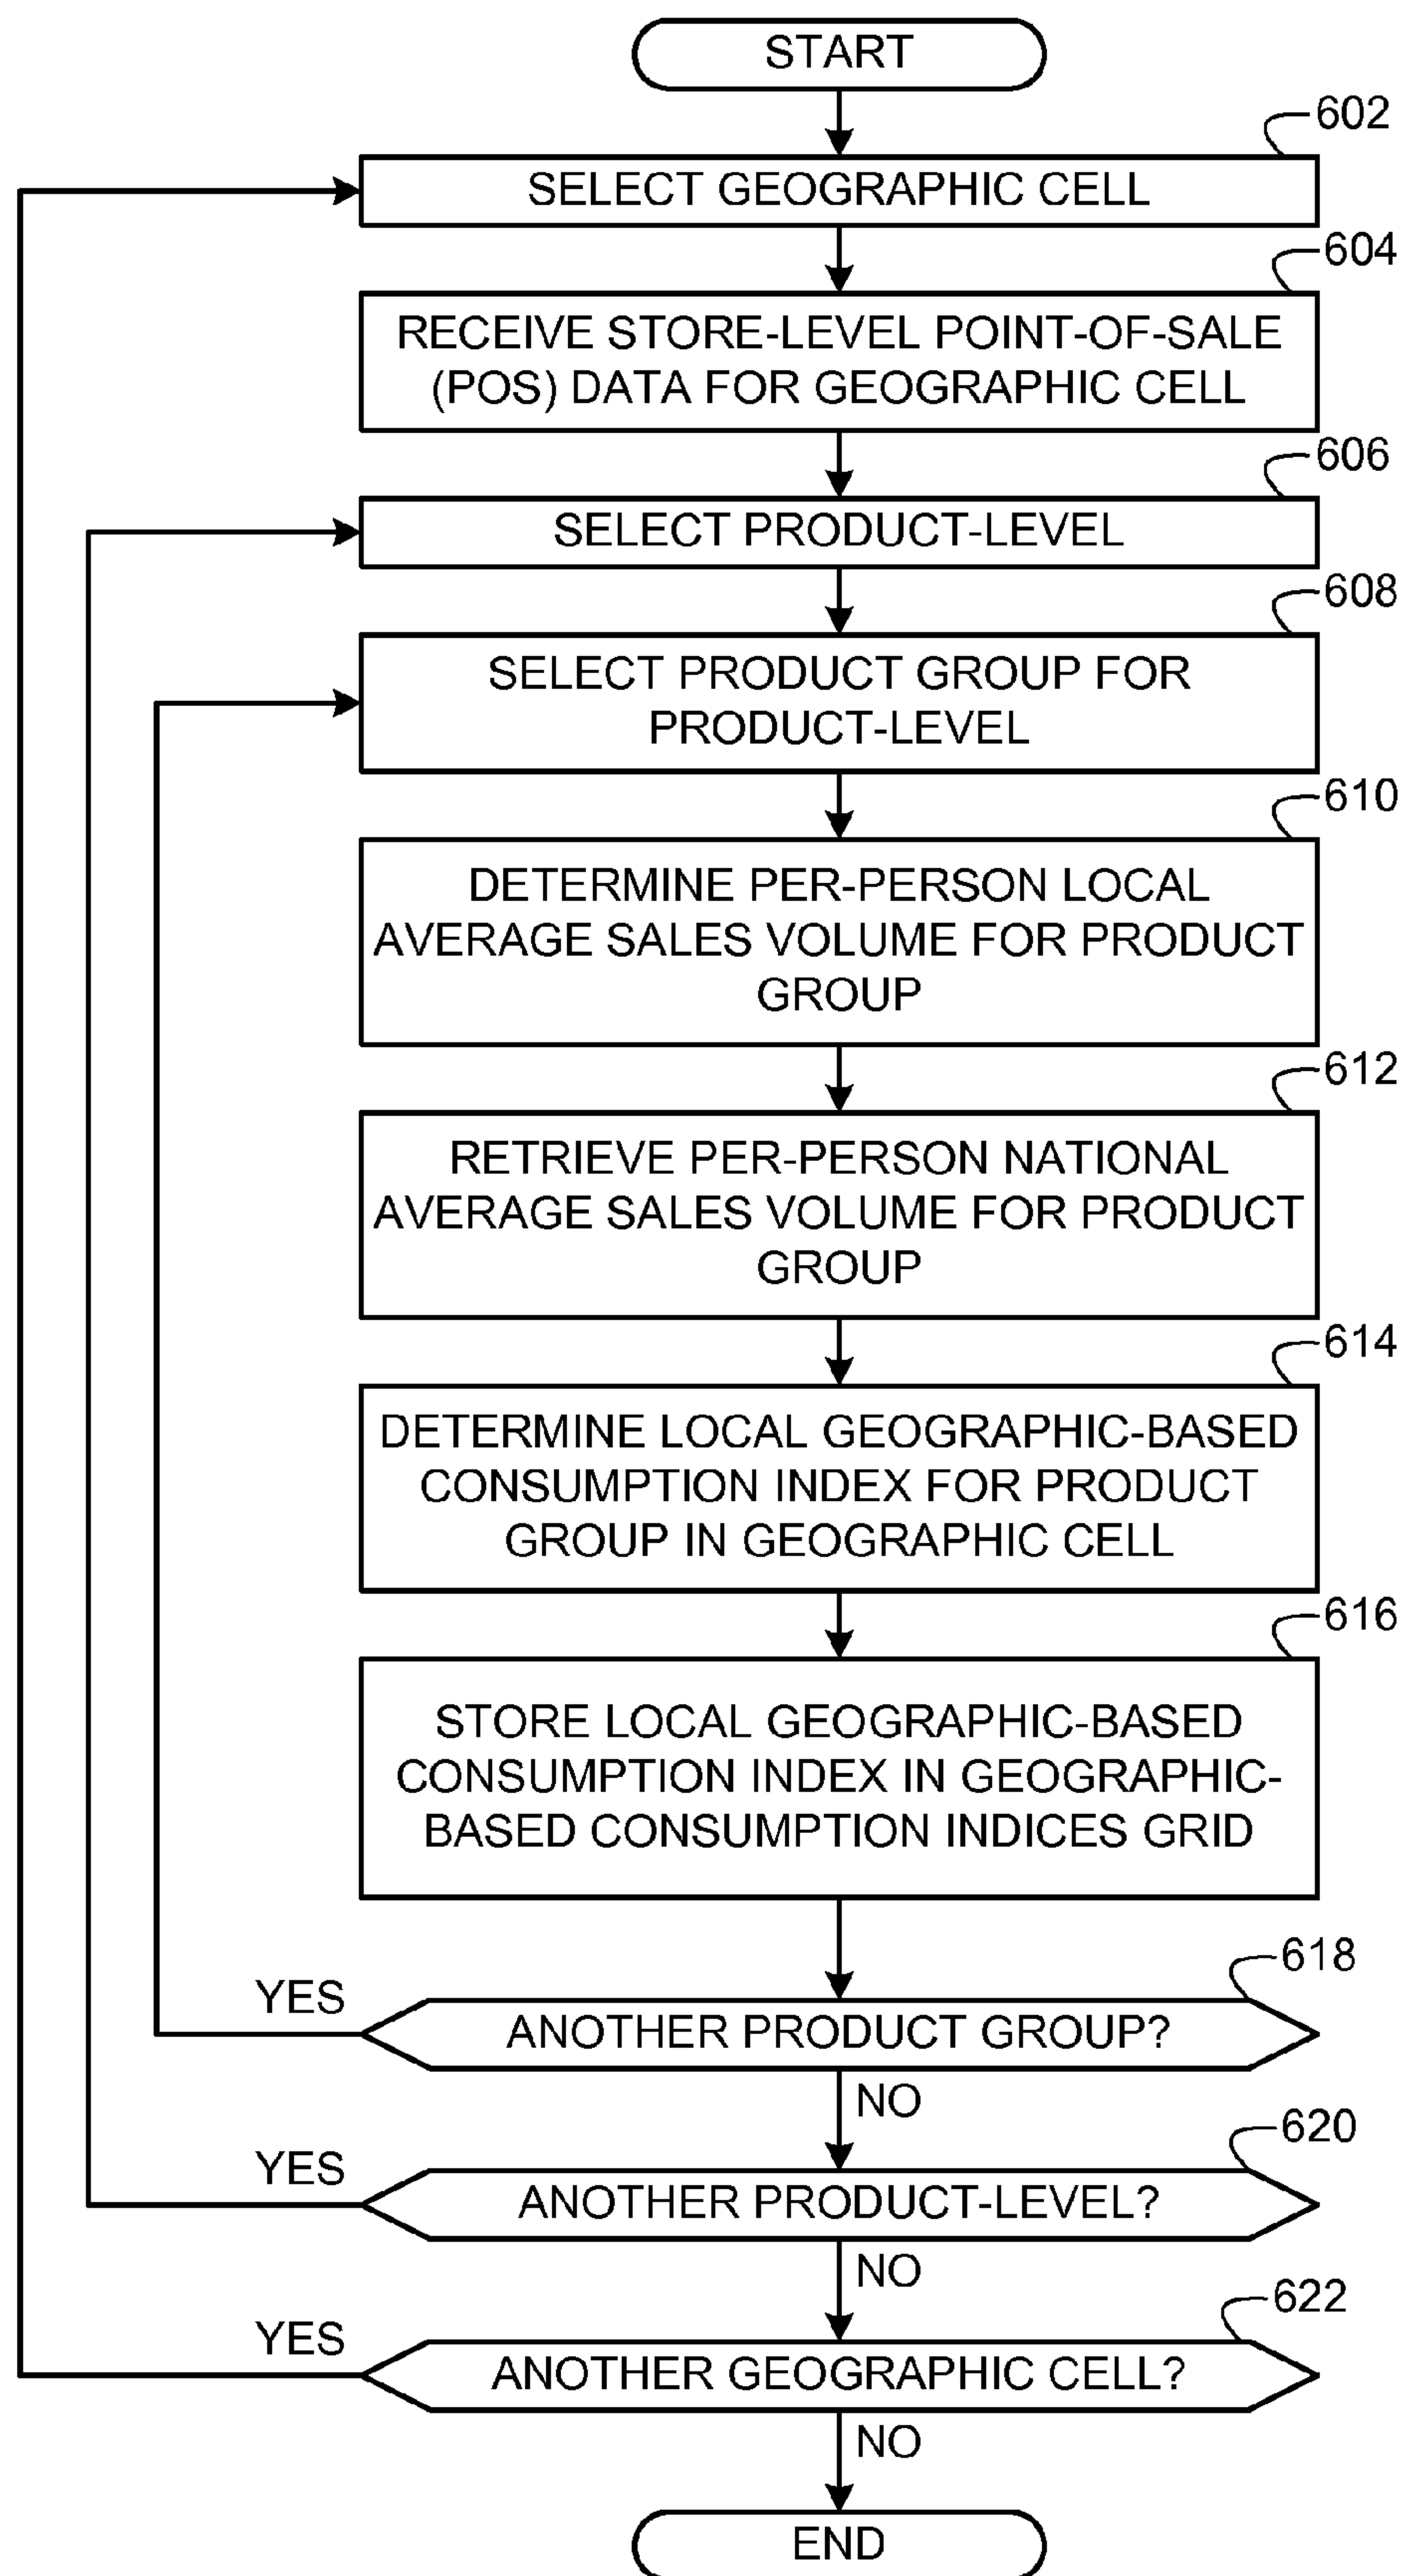 START
602
SELECT GEOGRAPHIC CELL
604
RECEIVE STORE-LEVEL POINT-OF-SALE
(POS) DATA FOR GEOGRAPHIC CELL
606
SELECT PRODUCT-LEVEL
608
SELECT PRODUCT GROUP FOR
PRODUCT-LEVEL
610
DETERMINE PER-PERSON LOCAL
AVERAGE SALES VOLUME FOR PRODUCT
GROUP
612
RETRIEVE PER-PERSON NATIONAL
AVERAGE SALES VOLUME FOR PRODUCT
GROUP
614
DETERMINE LOCAL GEOGRAPHIC-BASED
CONSUMPTION INDEX FOR PRODUCT
GROUP IN GEOGRAPHIC CELL
616
STORE LOCAL GEOGRAPHIC-BASED
CONSUMPTION INDEX IN GEOGRAPHIC-
BASED CONSUMPTION INDICES GRID
618
YES
ANOTHER PRODUCT GROUP?
NO
620
YES
ANOTHER PRODUCT-LEVEL?
NO
622
YES
ANOTHER GEOGRAPHIC CELL?
NO
END